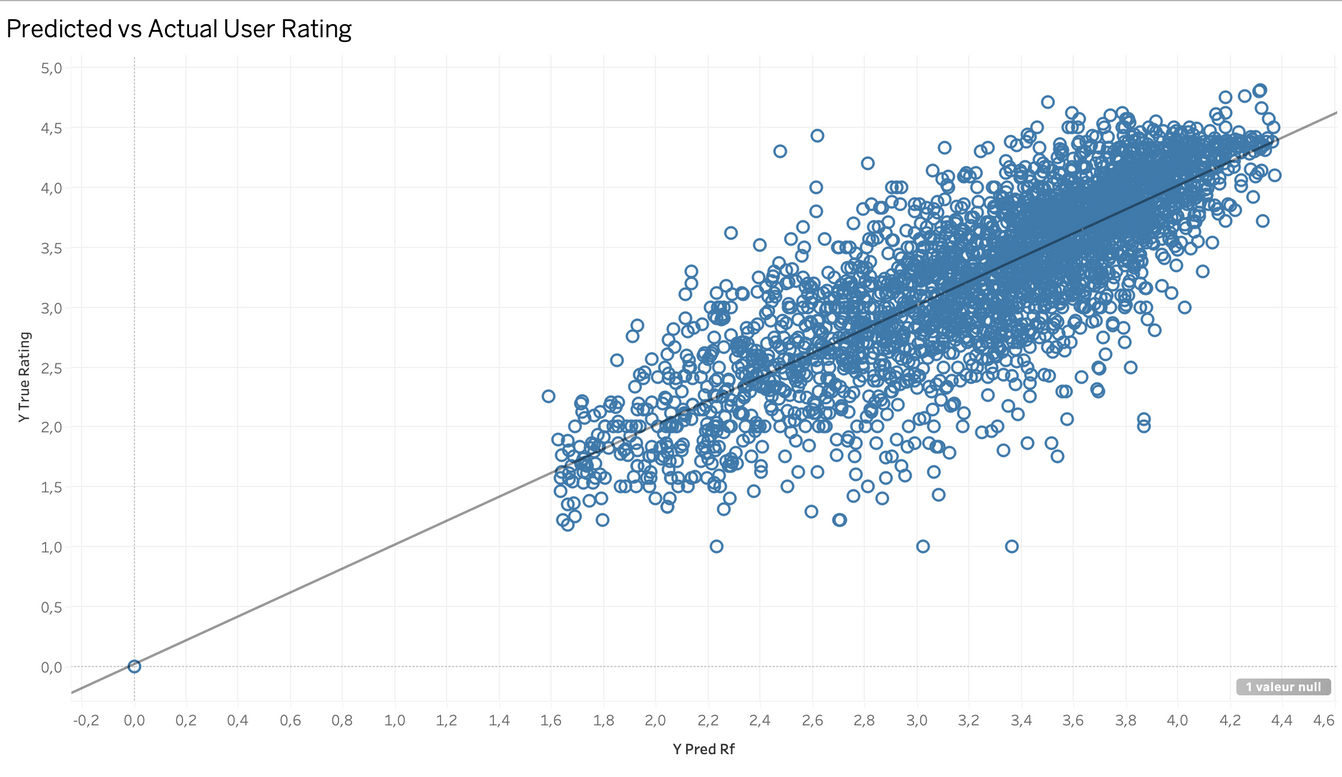 Predicted vs Actual User Rating
5,0
4,5
4,0
3,5
3,0
2,5
2,0
1,5
1,0
0,5
0,0
Y True Rating
1 valeur null
-0,2 0,0 0,2 0,4 0,6 0,8 1,0 1,2 1,4 1,6 1,8 2,0 2,2 2,4 2,6 2,8 3,0 3,2 3,4 3,6 3,8 4,0 4,2 4,4 4,6
Y Pred Rf